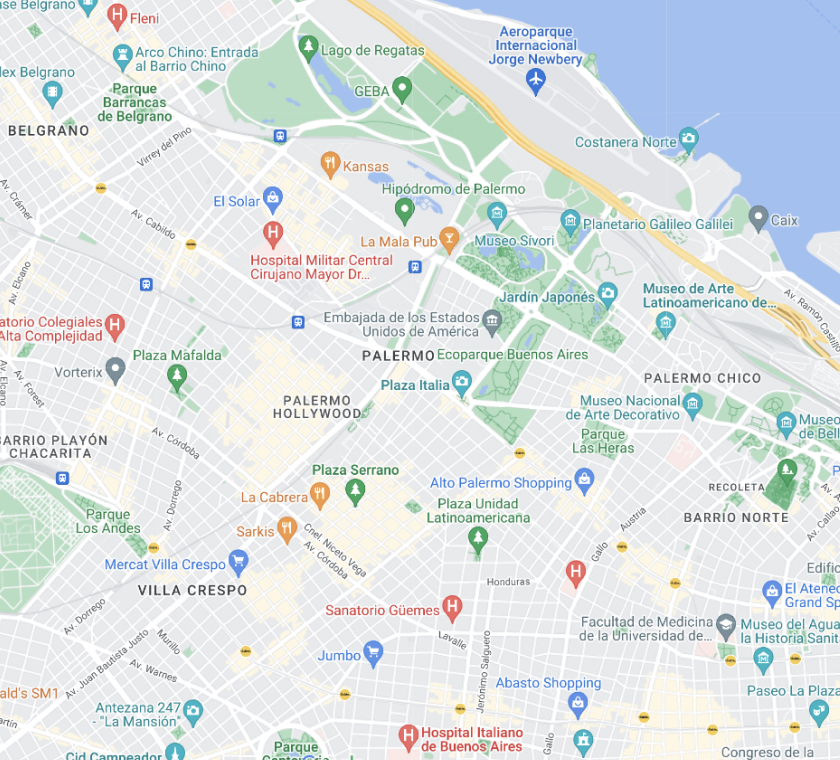 ase Belgrano
Fleni
Arco Chino: Entrada
al Barrio Chino
Lago de Regatas
Aeroparque
Internacional
Jorge Newbery
lex Belgrano
Parque
Barrancas
de Belgrano
GEBA
BELGRANO
Virrey del Pino
Costanera Norte
Kansas
Av. Crámer
El Solar
Hipódromo de Palermo
Av. Cabildo
La Mala Pub
Museo Sívori
Planetario Galileo Galilei
Caix
Hospital Militar Central
Cirujano Mayor Dr...
Av. Elcano
Jardín Japonés
Museo de Arte
Latinoamericano de...
Av. Ramón Castillo
atorio Colegiales
Alta Complejidad
Embajada de los Estados
Unidos de América
Plaza Mafalda
PALERMO
Ecoparque Buenos Aires
Vorterix
Av. Elcano
Av. Forest
Plaza Italia
PALERMO CHICO
PALERMO
HOLLYWOOD
Museo Nacional
de Arte Decorativo
Museo
de Bell
BARRIO PLAYÓN
CHACARITA
Av. Córdoba
Parque
Las Heras
Plaza Serrano
Alto Palermo Shopping
RECOLETA
P
La Cabrera
Av. Dorrego
Plaza Unidad
Latinoamericana
BARRIO NORTE
Av. Callao
Parque
Los Andes
Sarkis
Cnel. Niceto Vega
Av. Córdoba
Austria
Gallo
Mercat Villa Crespo
Edific
VILLA CRESPO
Honduras
El Atene
Grand Sp
Av. Dorrego
Sanatorio Güemes
Facultad de Medicina
de la Universidad de...
Museo del Agua
la Historia Sanit
Murillo
Lavalle
Av. Juan Bautista Justo
Jumbo
Jerónimo Salguero
Av. Warnes
Abasto Shopping
ald's SM1
Paseo La Plaza
Antezana 247
- "La Mansión"
artín
Hospital Italiano
de Buenos Aires
Gallo
Cid Campeador
Parque
Centenario
Congreso de la